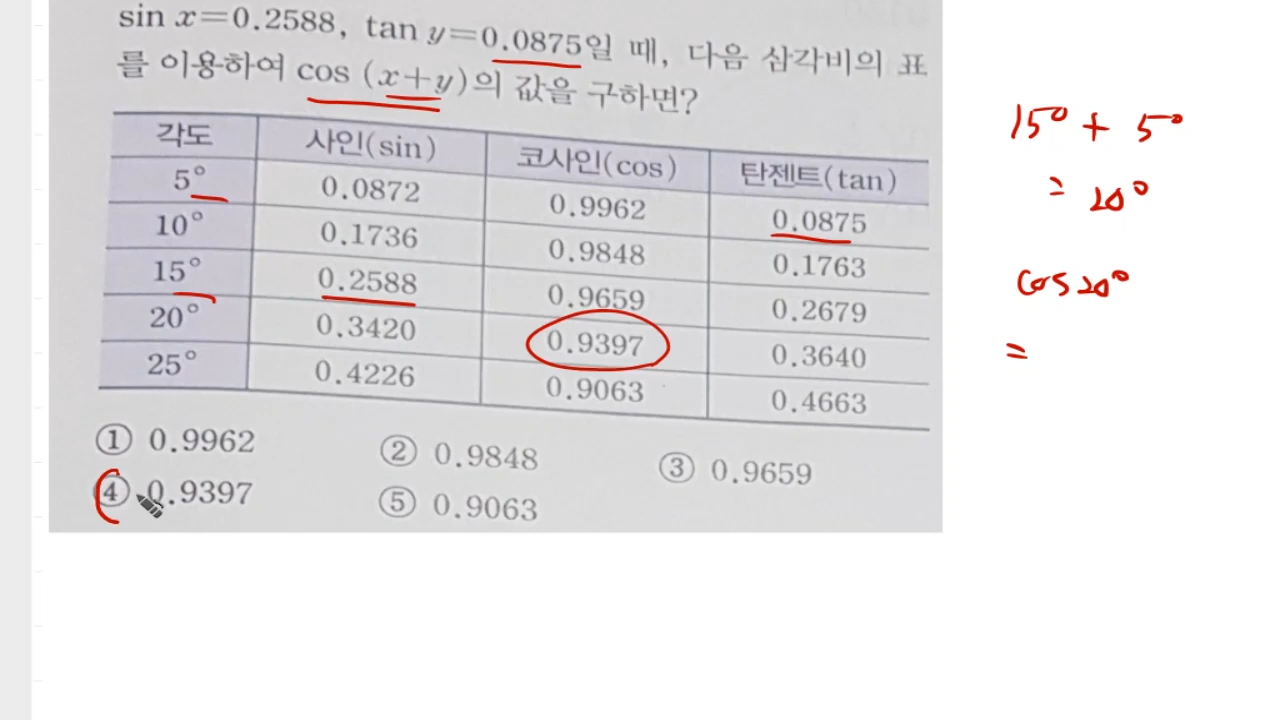 sin x=0.2588, tan y=0.0875일 때, 다음 삼각비의 표
를 이용하여 cos (x+y)의 값을 구하면?
각도 사인(sin) 코사인(cos) 탄젠트(tan)
5° 0.0872 0.9962 0.0875
10° 0.1736 0.9848 0.1763
15° 0.2588 0.9659 0.2679
20° 0.3420 0.9397 0.3640
25° 0.4226 0.9063 0.4663
① 0.9962 ② 0.9848 ③ 0.9659
④ 0.9397 ⑤ 0.9063
15° + 5°
= 20°
cos 20°
=